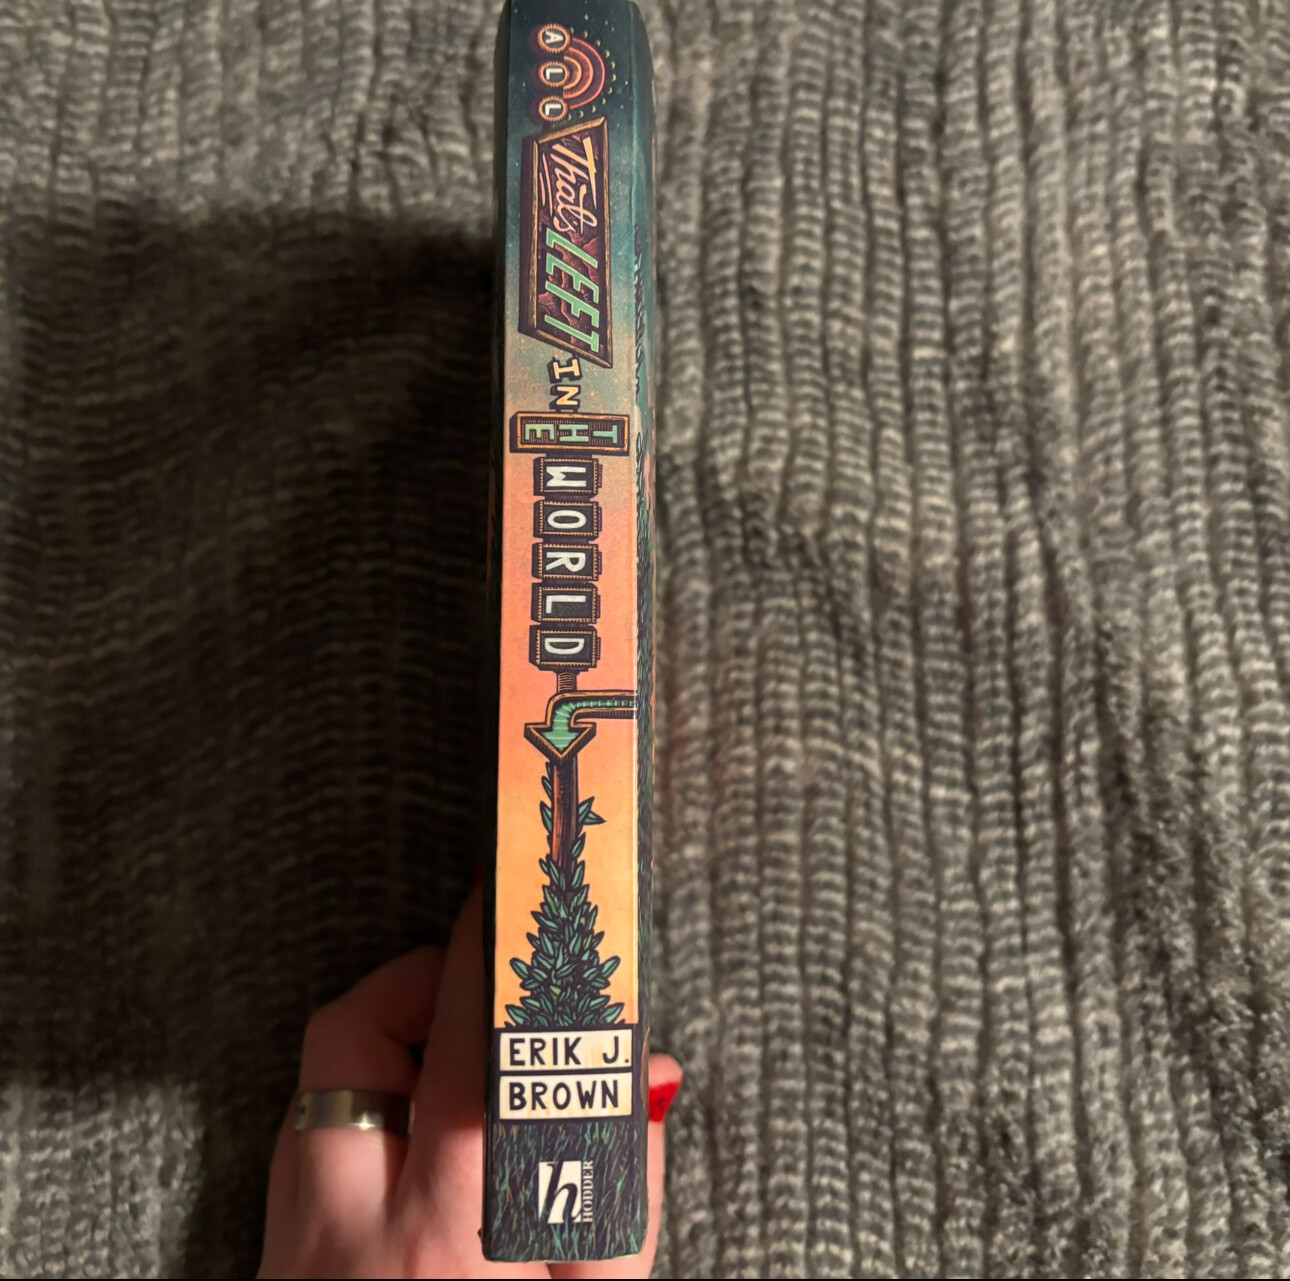 ALL
That's LEFT
IN
THE
WORLD
ERIK J.
BROWN
h
HODDER